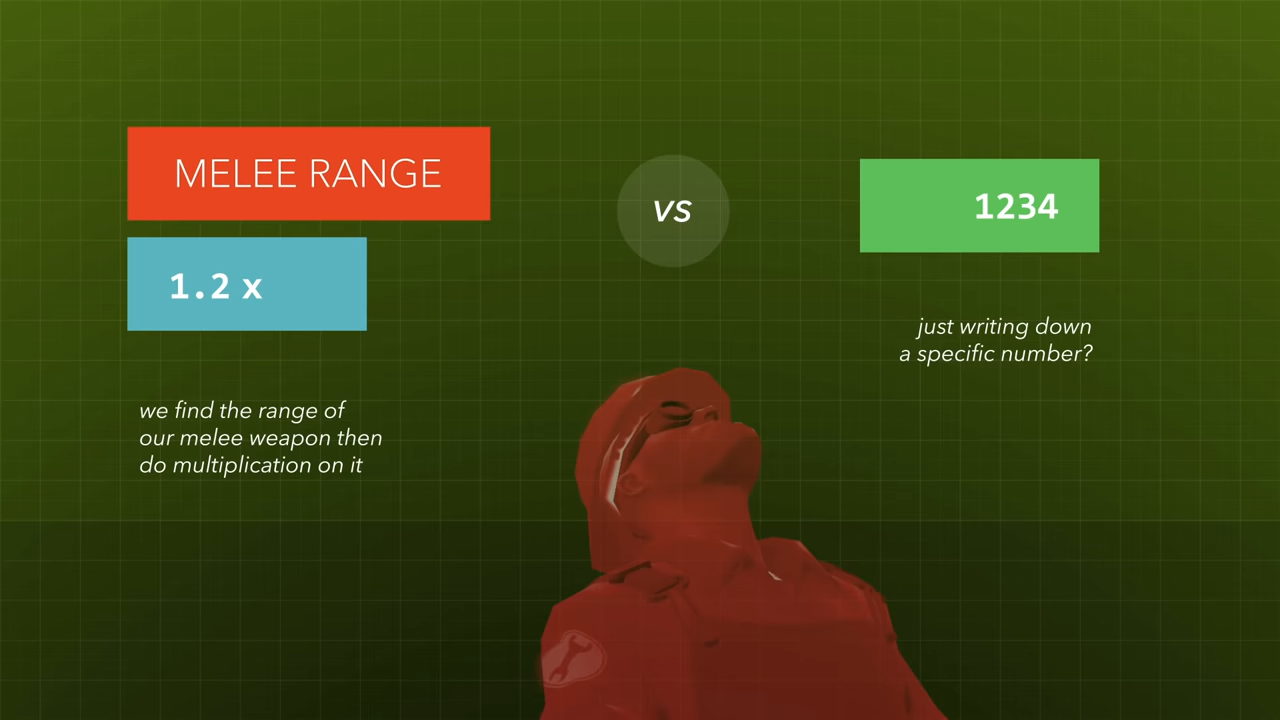 MELEE RANGE
1.2 x
we find the range of
our melee weapon then
do multiplication on it
vs
1234
just writing down
a specific number?